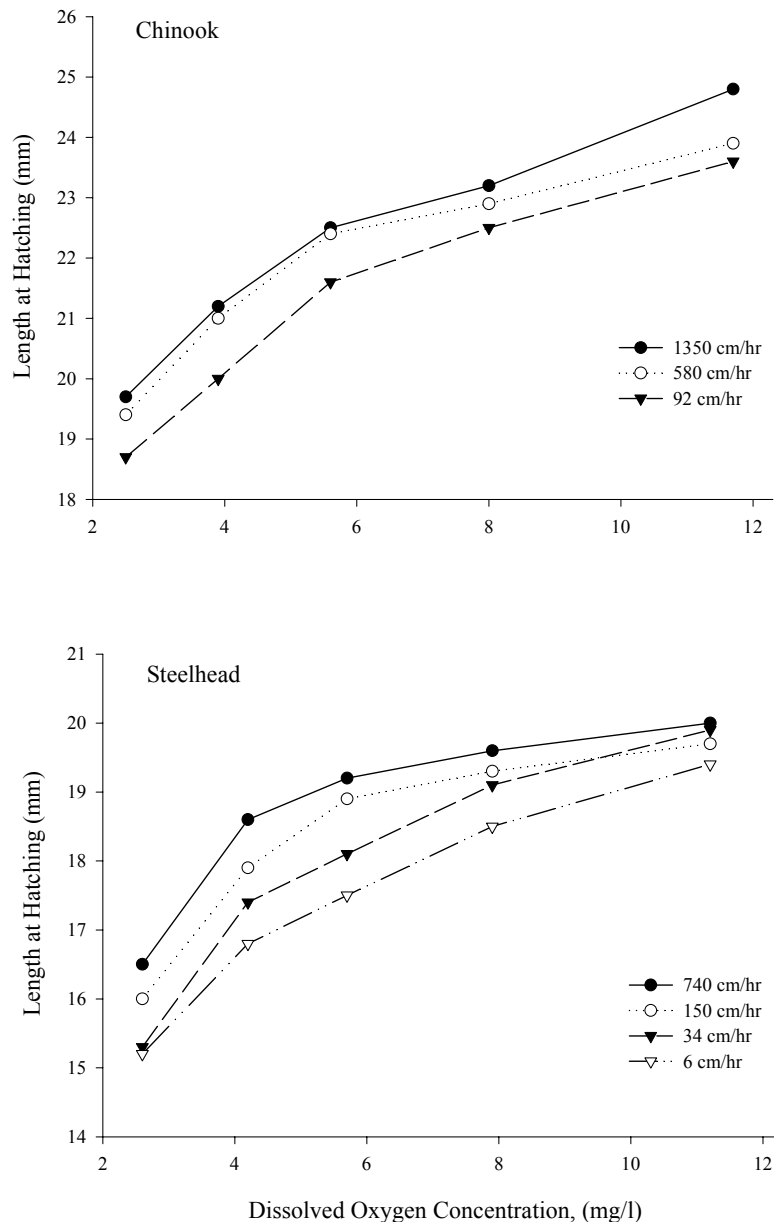 26
Chinook
25
24
23
22
21
20
19
18
Length at Hatching (mm)
1350 cm/hr
580 cm/hr
92 cm/hr
2 4 6 8 10 12
21
Steelhead
20
19
18
17
16
15
14
Length at Hatching (mm)
740 cm/hr
150 cm/hr
34 cm/hr
6 cm/hr
2 4 6 8 10 12
Dissolved Oxygen Concentration, (mg/l)